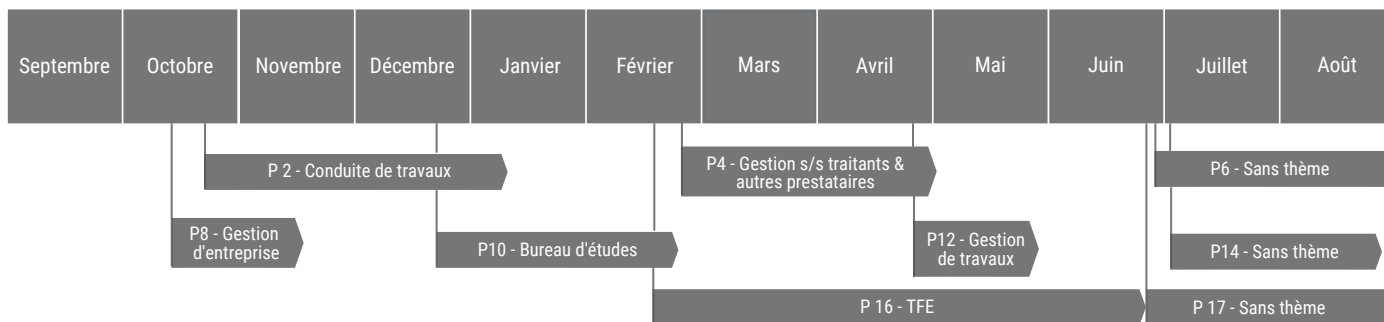 Septembre
Octobre
Novembre
Décembre
Janvier
Février
Mars
Avril
Mai
Juin
Juillet
Août
P 2 - Conduite de travaux
P4 - Gestion s/s traitants &
autres prestataires
P6 - Sans thème
P8 - Gestion
d'entreprise
P10 - Bureau d'études
P12 - Gestion
de travaux
P14 - Sans thème
P 16 - TFE
P 17 - Sans thème